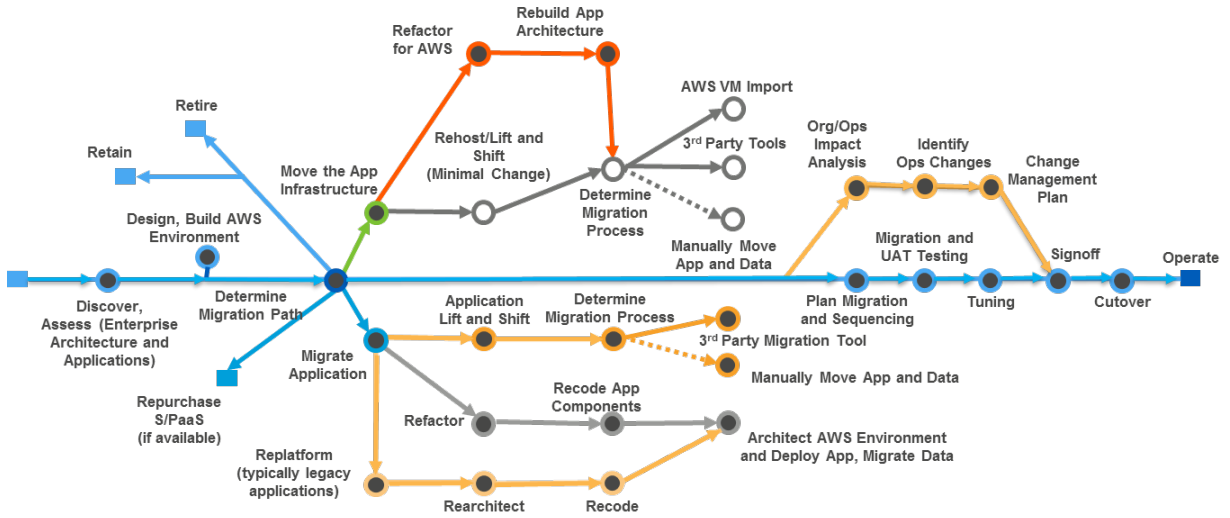 Rebuild App
Architecture
Refactor
for AWS
AWS VM Import
Retire
Rehost/Lift and
Shift
(Minimal Change)
3rd Party Tools
Org/Ops
Impact
Analysis
Identify
Ops Changes
Change
Management
Plan
Retain
Move the App
Infrastructure
Determine
Migration
Process
Design, Build AWS
Environment
Manually Move
App and Data
Migration and
UAT Testing
Signoff
Operate
Discover,
Assess (Enterprise
Architecture and
Applications)
Determine
Migration Path
Application
Lift and Shift
Determine
Migration Process
Plan Migration
and Sequencing
Tuning
Cutover
3rd Party Migration Tool
Migrate
Application
Manually Move App and Data
Repurchase
S/PaaS
(if available)
Refactor
Recode App
Components
Architect AWS Environment
and Deploy App, Migrate Data
Replatform
(typically legacy
applications)
Rearchitect
Recode